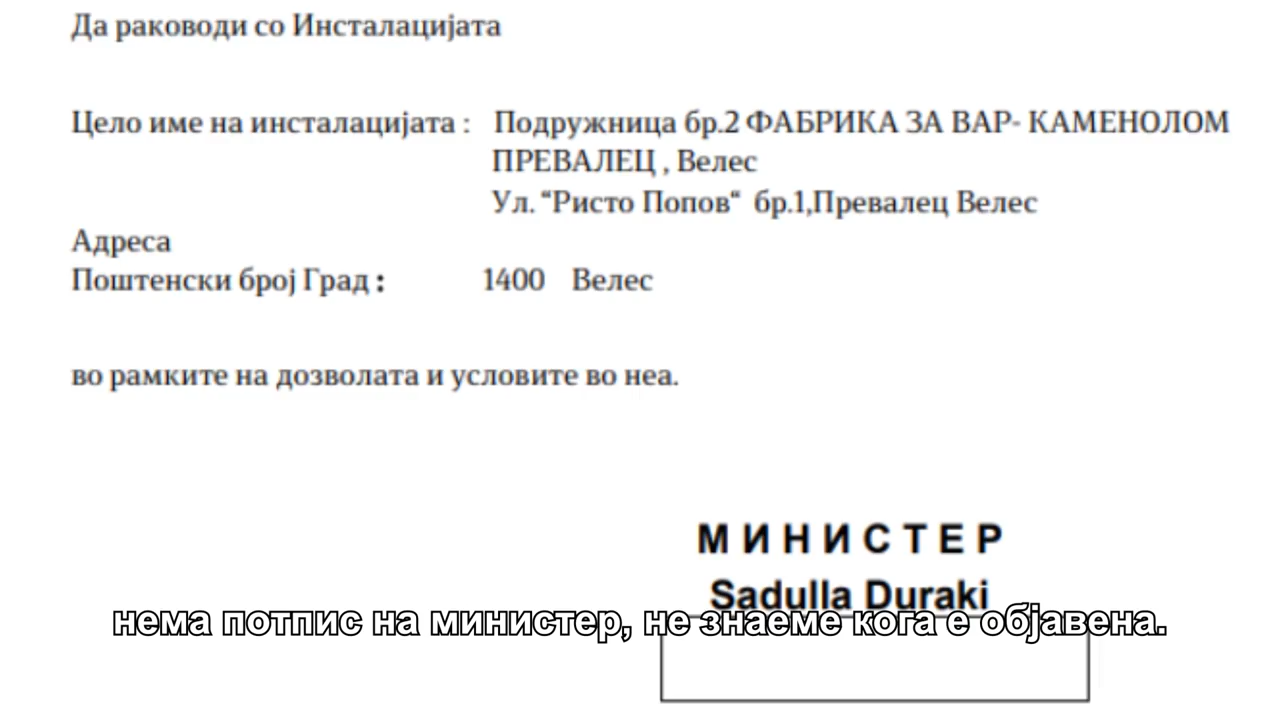 Да раководи со Инсталацијата
Цело име на инсталацијата : Подружница бр.2 ФАБРИКА ЗА ВАР- КАМЕНОЛОМ
ПРЕВАЛЕЦ , Велес
Ул. “Ристо Попов“ бр.1,Превалец Велес
Адреса
Поштенски број Град : 1400 Велес
во рамките на дозволата и условите во неа.
М И Н И С Т Е Р
Sadulla Duraki
нема потпис на министер, не знаеме кога е објавена.